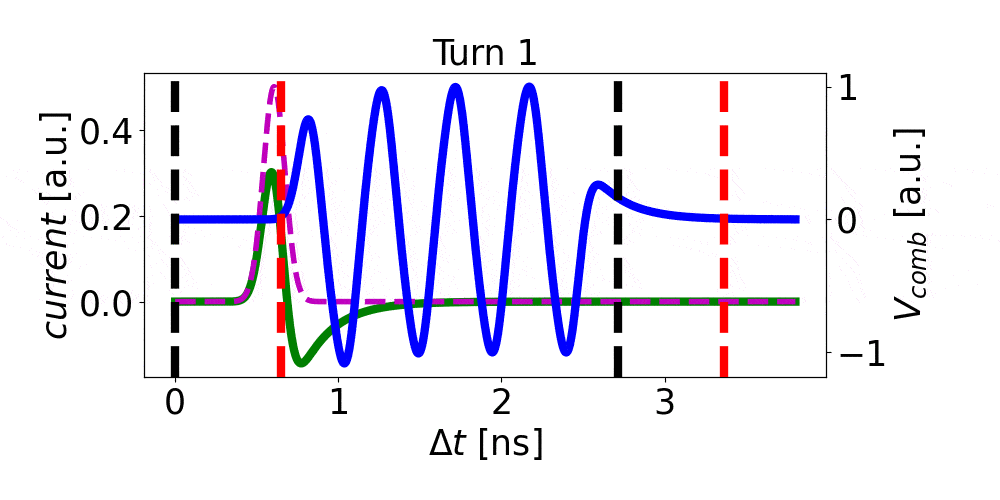 Turn 1
current [a.u.]
0.4
0.2
0.0
1
0
−1
V_comb [a.u.]
0 1 2 3
Δt [ns]